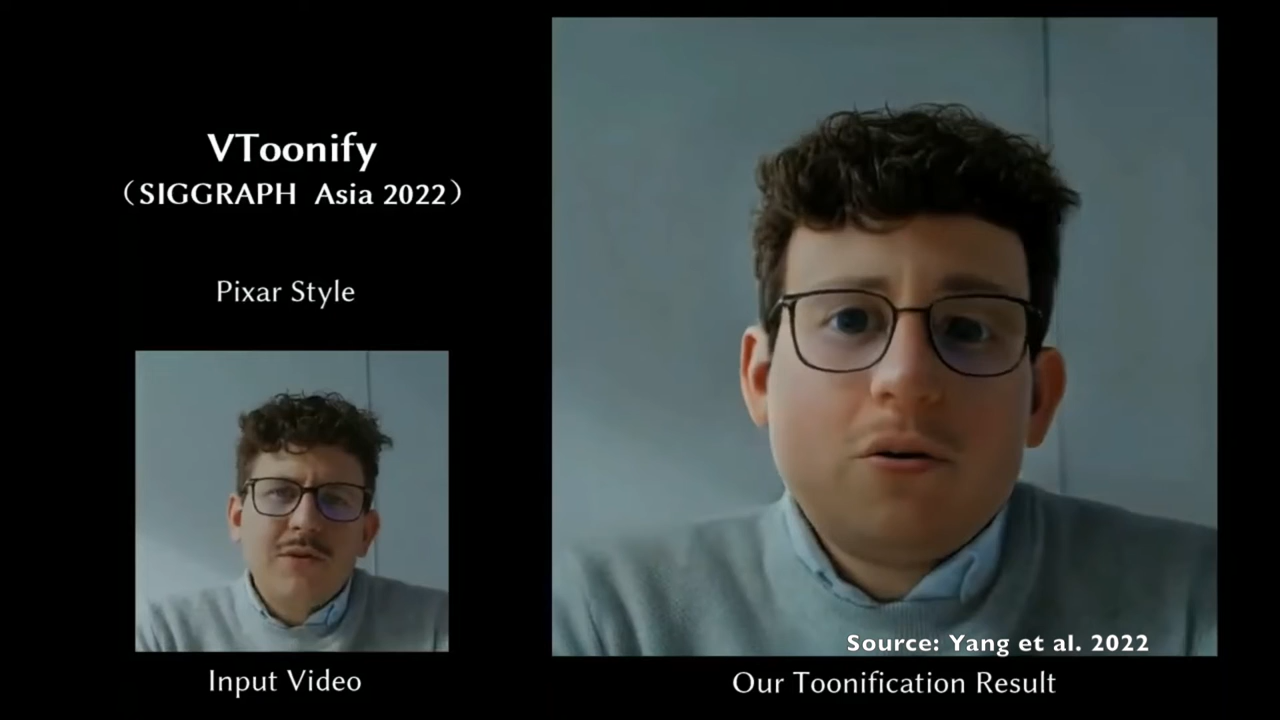 VToonify
（SIGGRAPH Asia 2022）
Pixar Style
Input Video
Source: Yang et al. 2022
Our Toonification Result